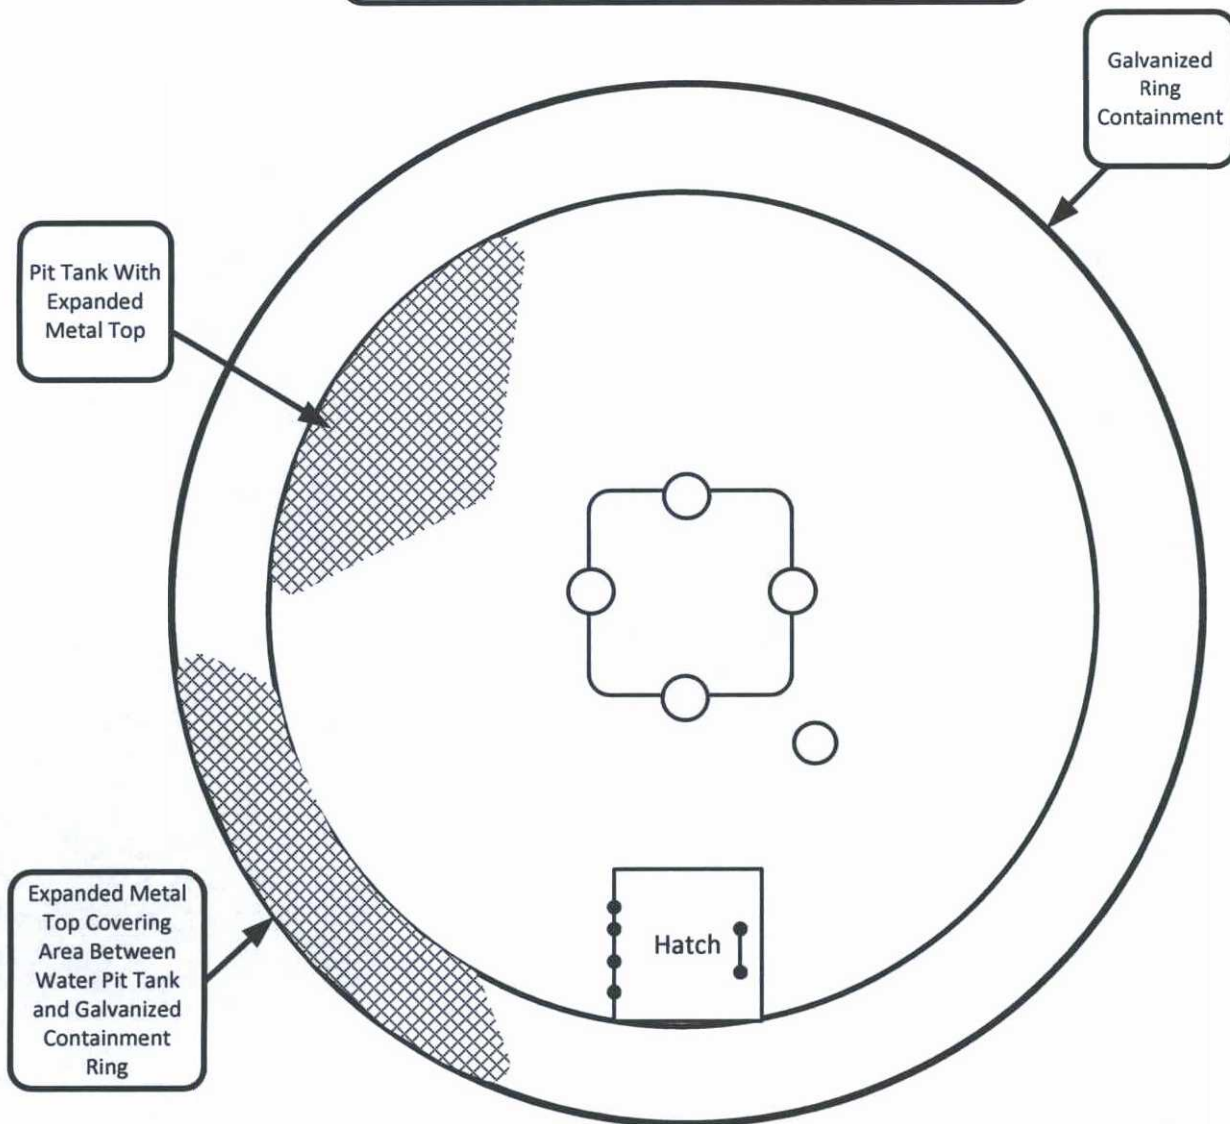 Galvanized
Ring
Containment
Pit Tank With
Expanded
Metal Top
Expanded Metal
Top Covering
Area Between
Water Pit Tank
and Galvanized
Containment
Ring
Hatch